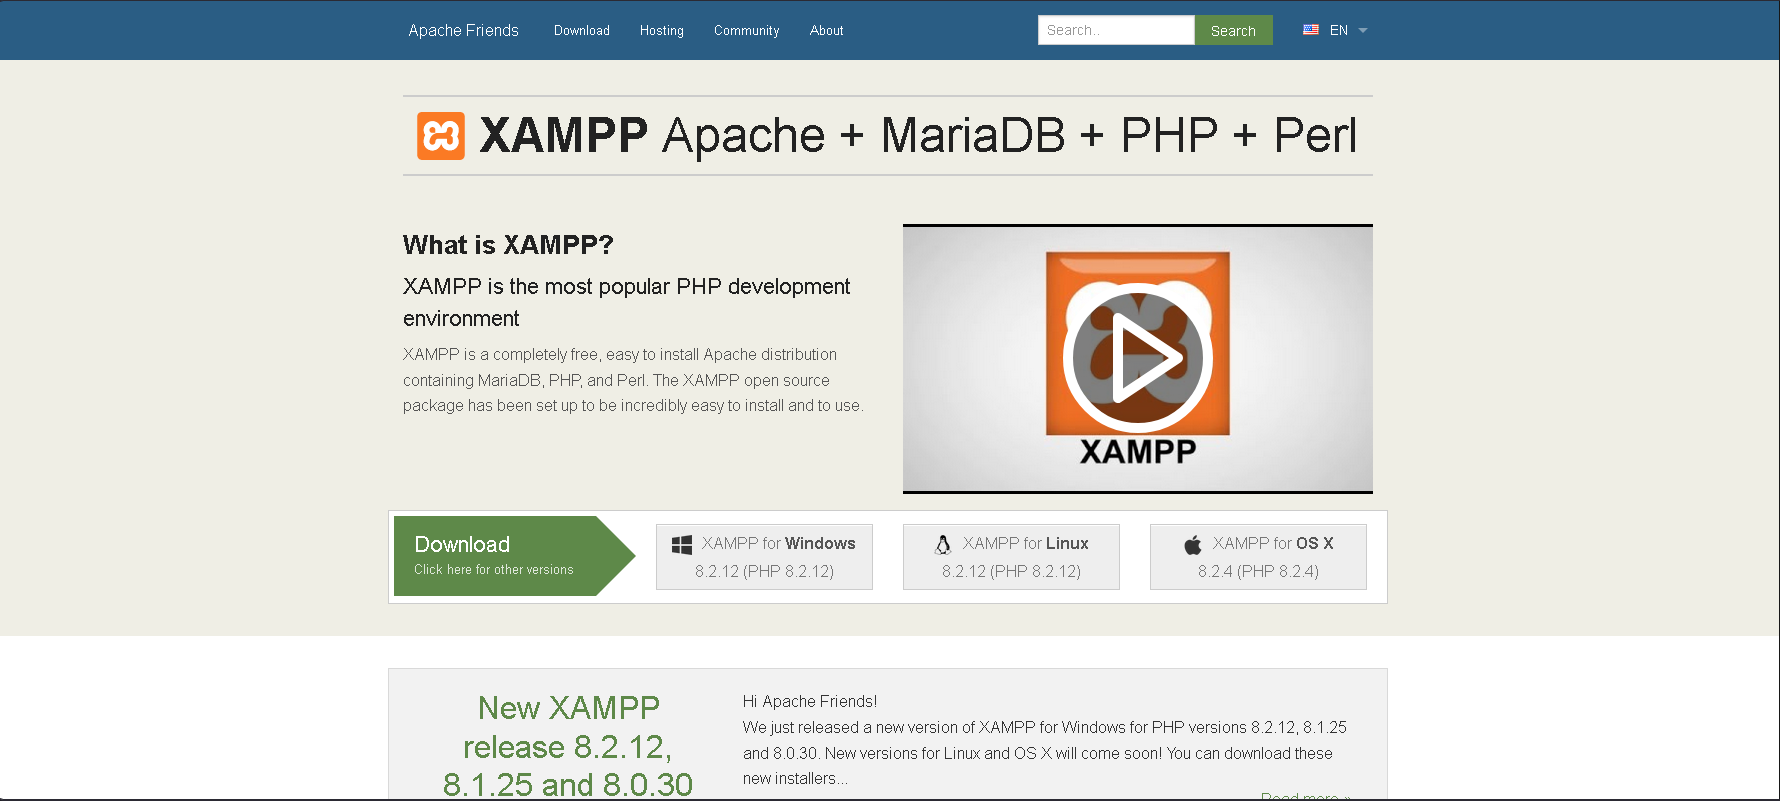 Apache Friends Download Hosting Community About Search.. Search EN
XAMPP Apache + MariaDB + PHP + Perl
What is XAMPP?
XAMPP is the most popular PHP development
environment
XAMPP is a completely free, easy to install Apache distribution
containing MariaDB, PHP, and Perl. The XAMPP open source
package has been set up to be incredibly easy to install and to use.
XAMPP
Download
Click here for other versions
XAMPP for Windows
8.2.12 (PHP 8.2.12)
XAMPP for Linux
8.2.12 (PHP 8.2.12)
XAMPP for OS X
8.2.4 (PHP 8.2.4)
New XAMPP
release 8.2.12,
8.1.25 and 8.0.30
Hi Apache Friends!
We just released a new version of XAMPP for Windows for PHP versions 8.2.12, 8.1.25
and 8.0.30. New versions for Linux and OS X will come soon! You can download these
new installers...
Read more »